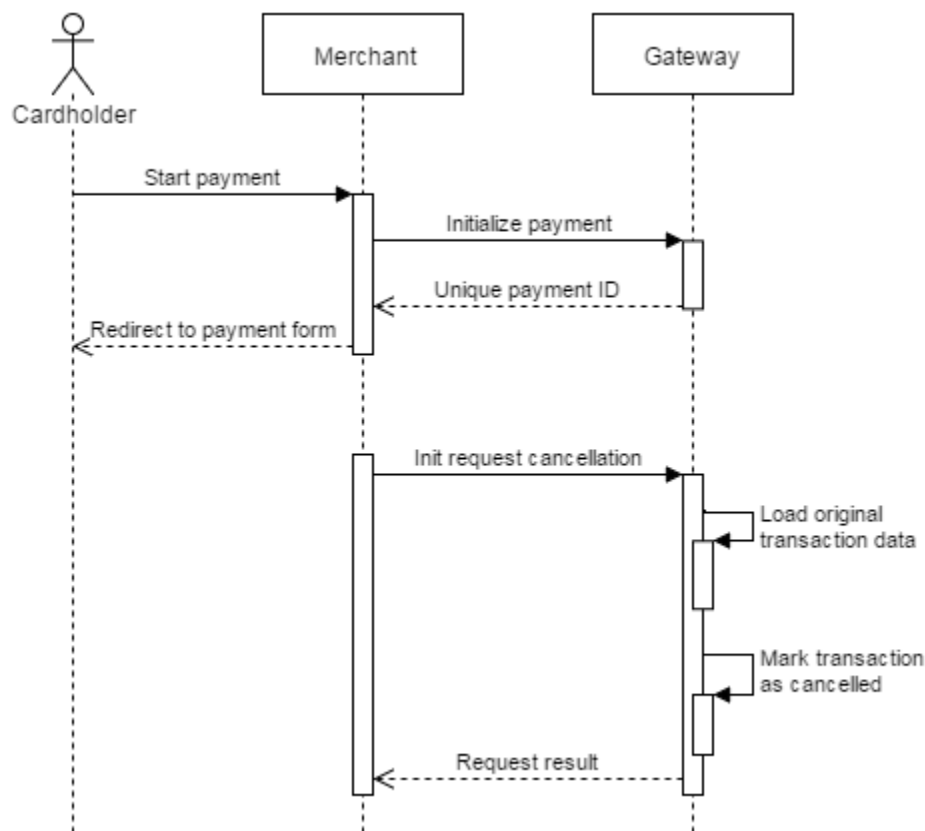 Merchant
Gateway
Cardholder
Start payment
Initialize payment
Unique payment ID
Redirect to payment form
Init request cancellation
Load original
transaction data
Mark transaction
as cancelled
Request result